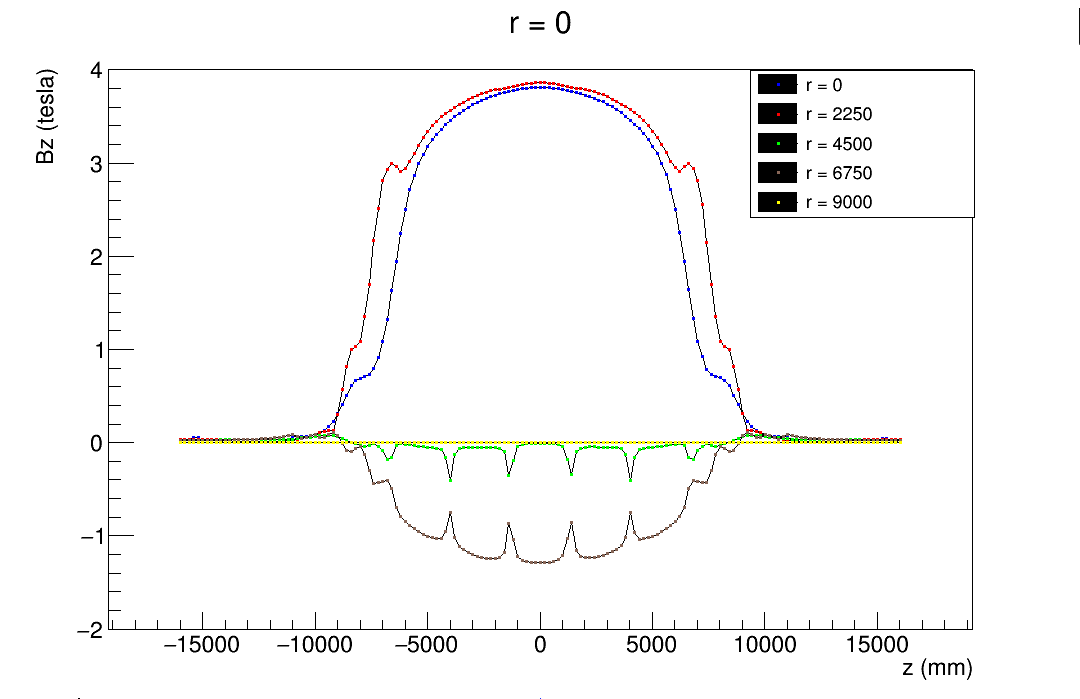 r = 0
Bz (tesla)
4
3
2
1
0
−1
−2
r = 0
r = 2250
r = 4500
r = 6750
r = 9000
−15000 −10000 −5000 0 5000 10000 15000
z (mm)